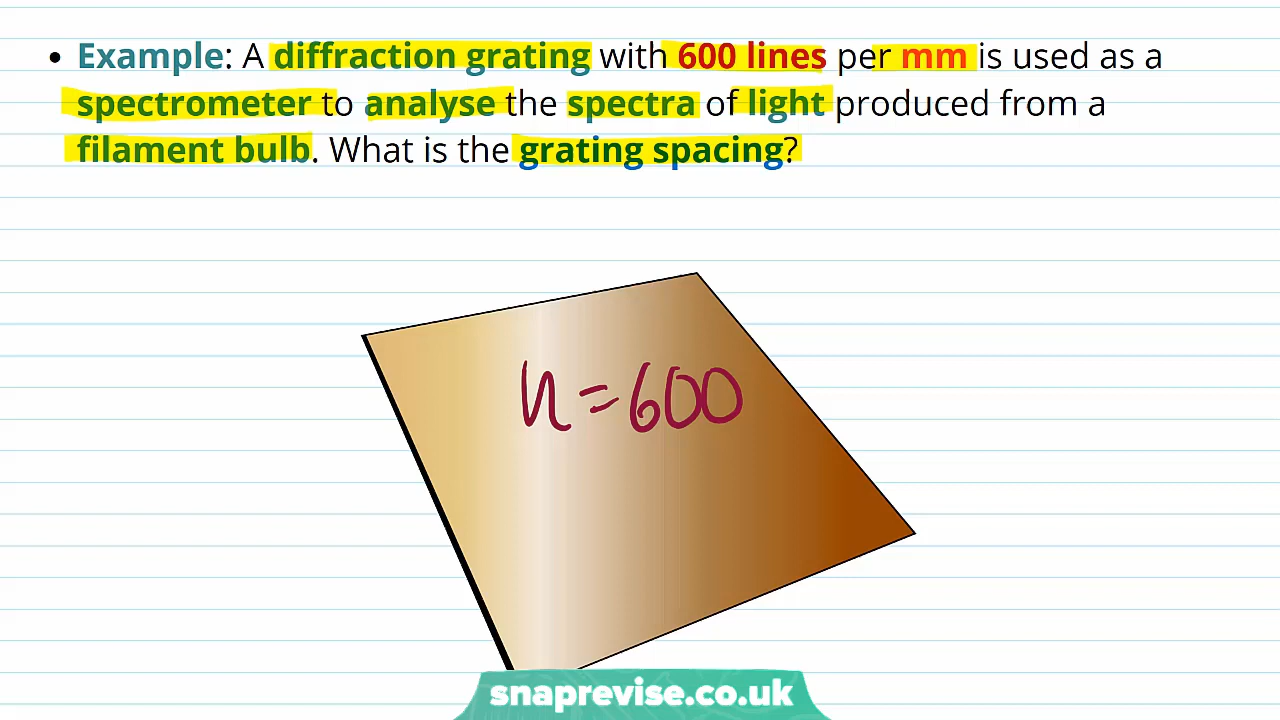 • Example: A diffraction grating with 600 lines per mm is used as a
spectrometer to analyse the spectra of light produced from a
filament bulb. What is the grating spacing?
n = 600
snaprevise.co.uk